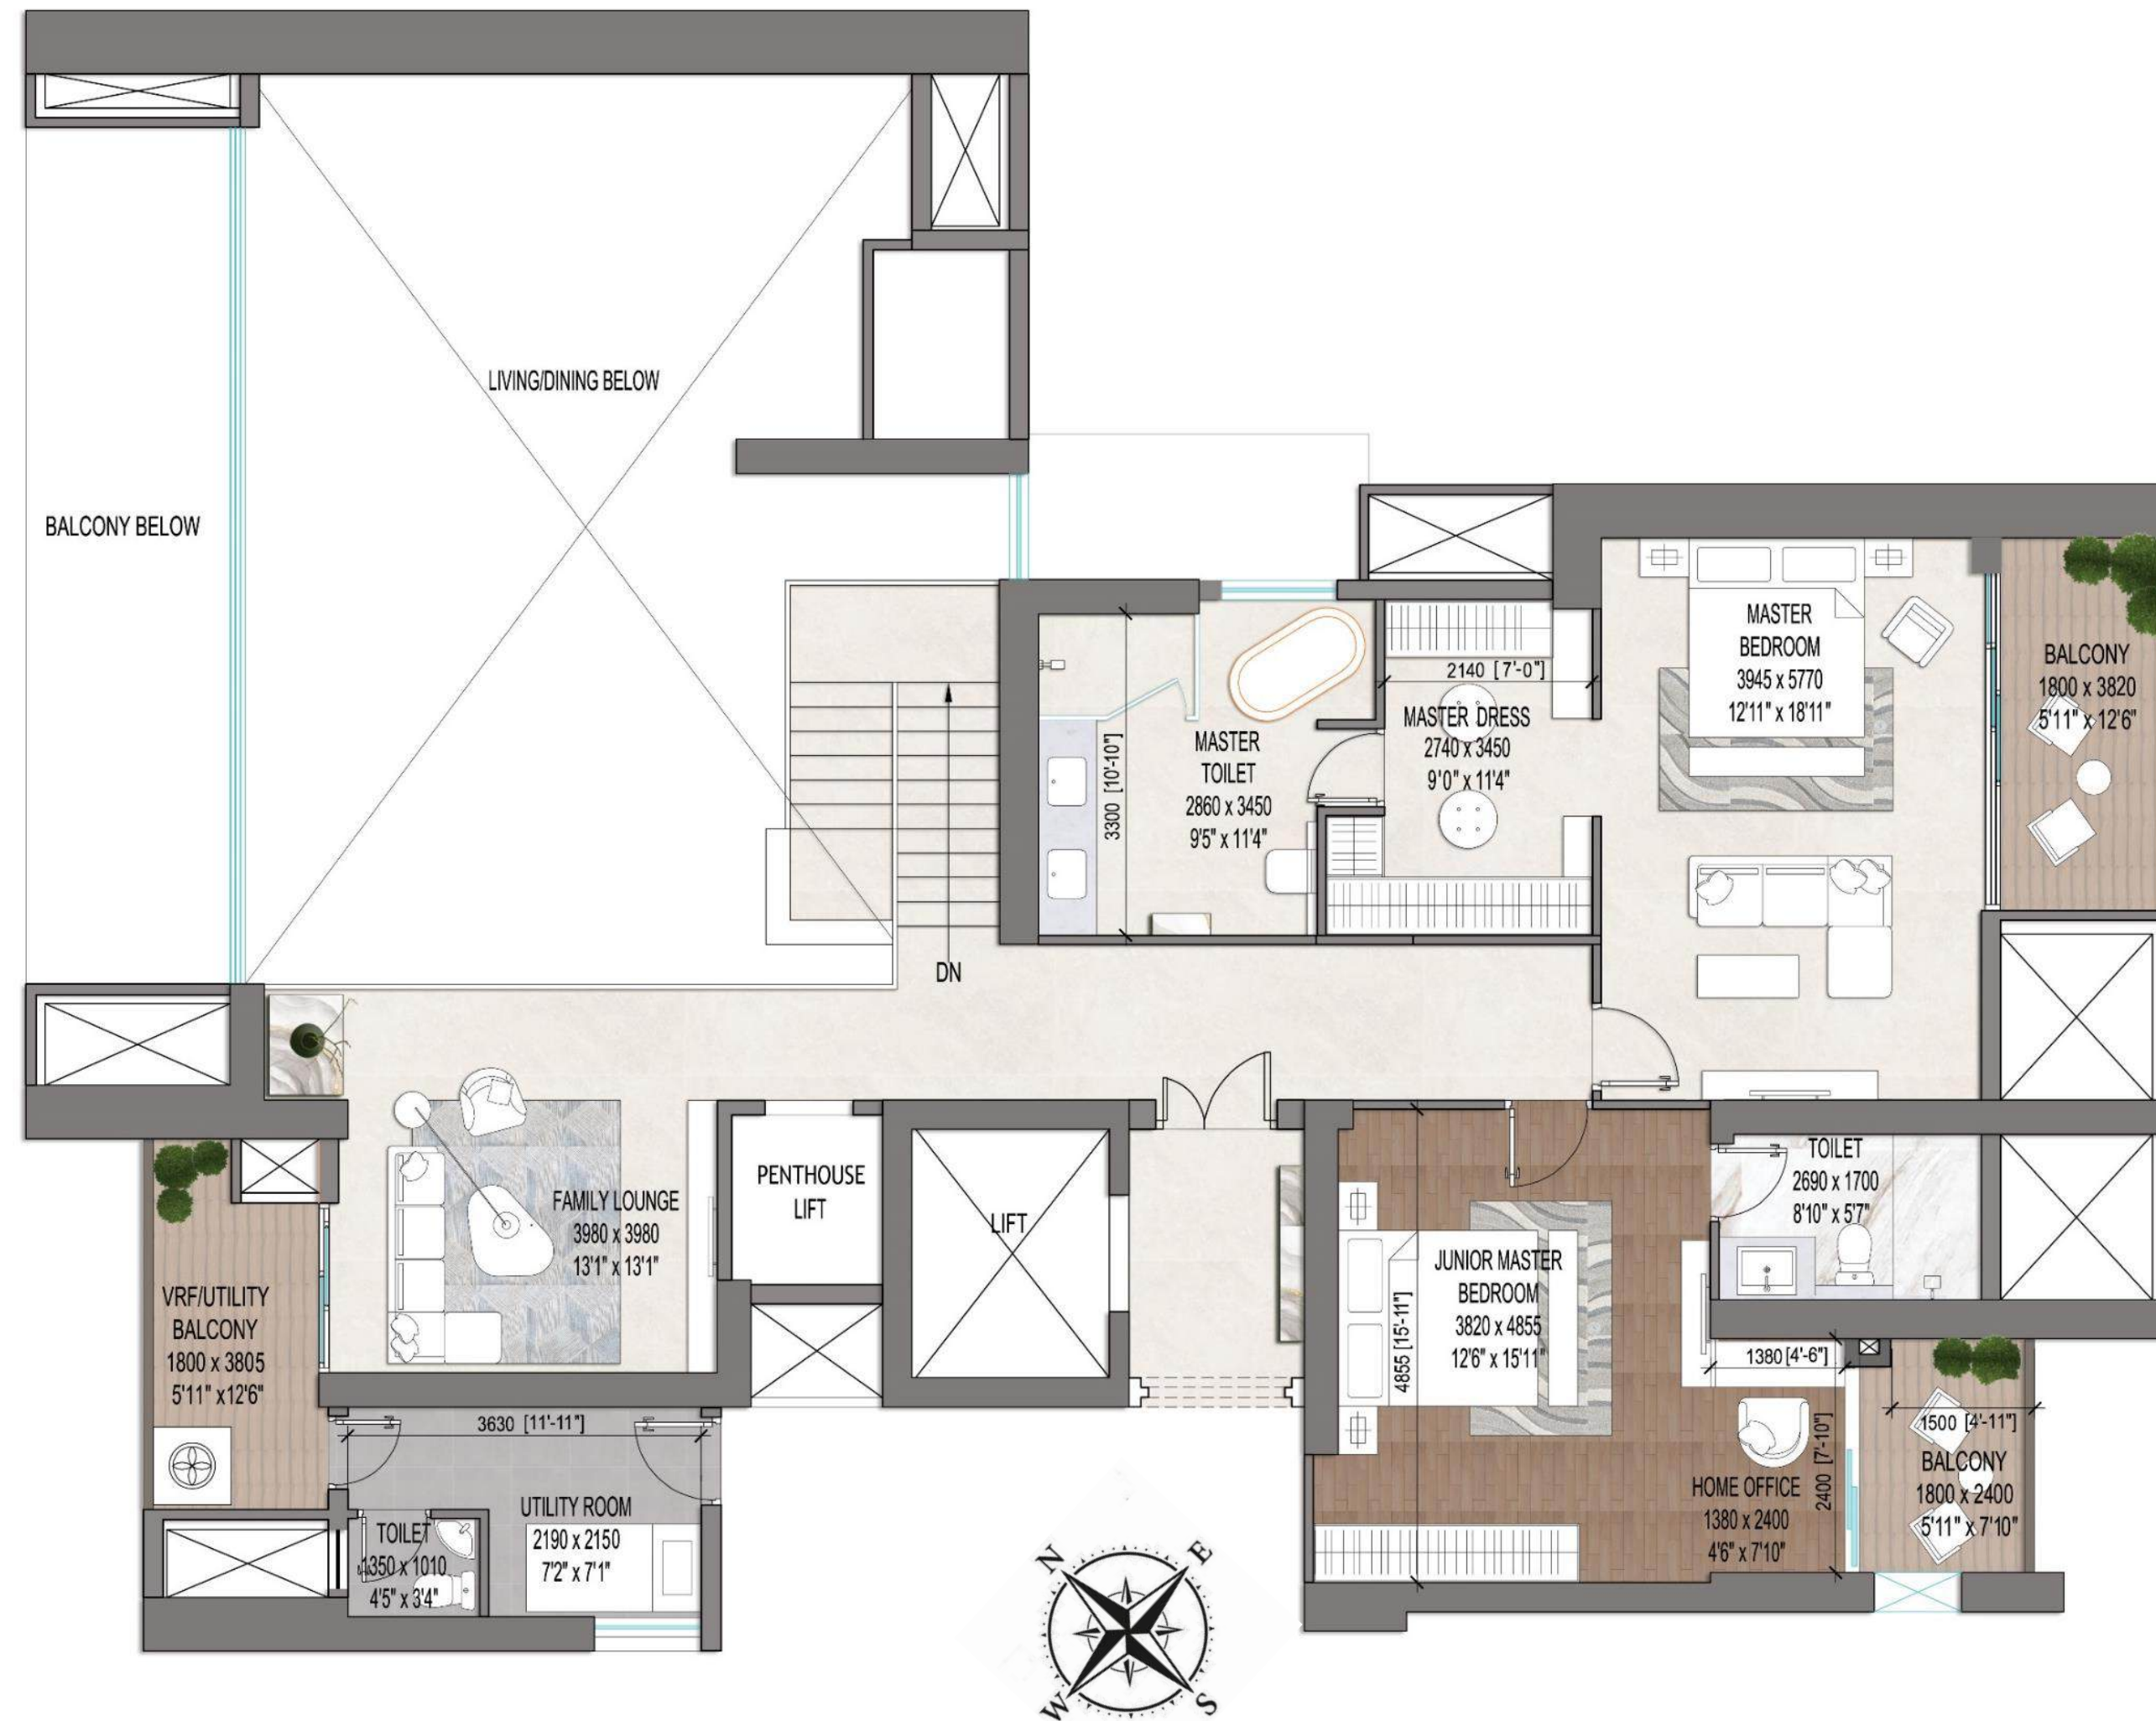 LIVING/DINING BELOW
BALCONY BELOW
MASTER
BEDROOM
3945 x 5770
12'11" x 18'11"
BALCONY
1800 x 3820
5'11" x 12'6"
2140 [7'-0"]
MASTER DRESS
2740 x 3450
9'0" x 11'4"
MASTER
TOILET
2860 x 3450
9'5" x 11'4"
3300 [10'-10"]
DN
PENTHOUSE
LIFT
LIFT
FAMILY LOUNGE
3980 x 3980
13'1" x 13'1"
TOILET
2690 x 1700
8'10" x 5'7"
JUNIOR MASTER
BEDROOM
3820 x 4855
12'6" x 15'11"
4855 [15'-11"]
VRF/UTILITY
BALCONY
1800 x 3805
5'11" x12'6"
1380 [4'-6"]
3630 [11'-11"]
1500 [4'-11"]
BALCONY
1800 x 2400
5'11" x 7'10"
2400 [7'-10"]
HOME OFFICE
1380 x 2400
4'6" x 7'10"
UTILITY ROOM
2190 x 2150
7'2" x 7'1"
TOILET
1350 x 1010
4'5" x 3'4"
N
E
W
S